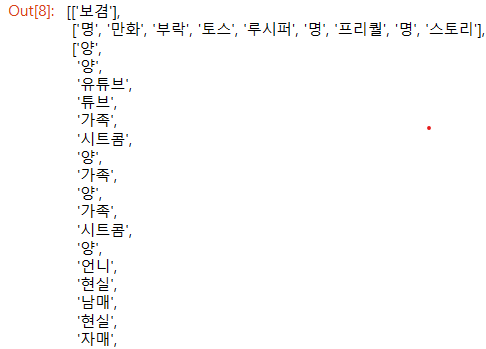 Out[8]: [['보겸'],
['명', '만화', '부락', '토스', '루시퍼', '명', '프리퀄', '명', '스토리'],
['양',
'양',
'유튜브',
'튜브',
'가족',
'시트콤',
'양',
'가족',
'양',
'가족',
'시트콤',
'양',
'언니',
'현실',
'남매',
'현실',
'자매',